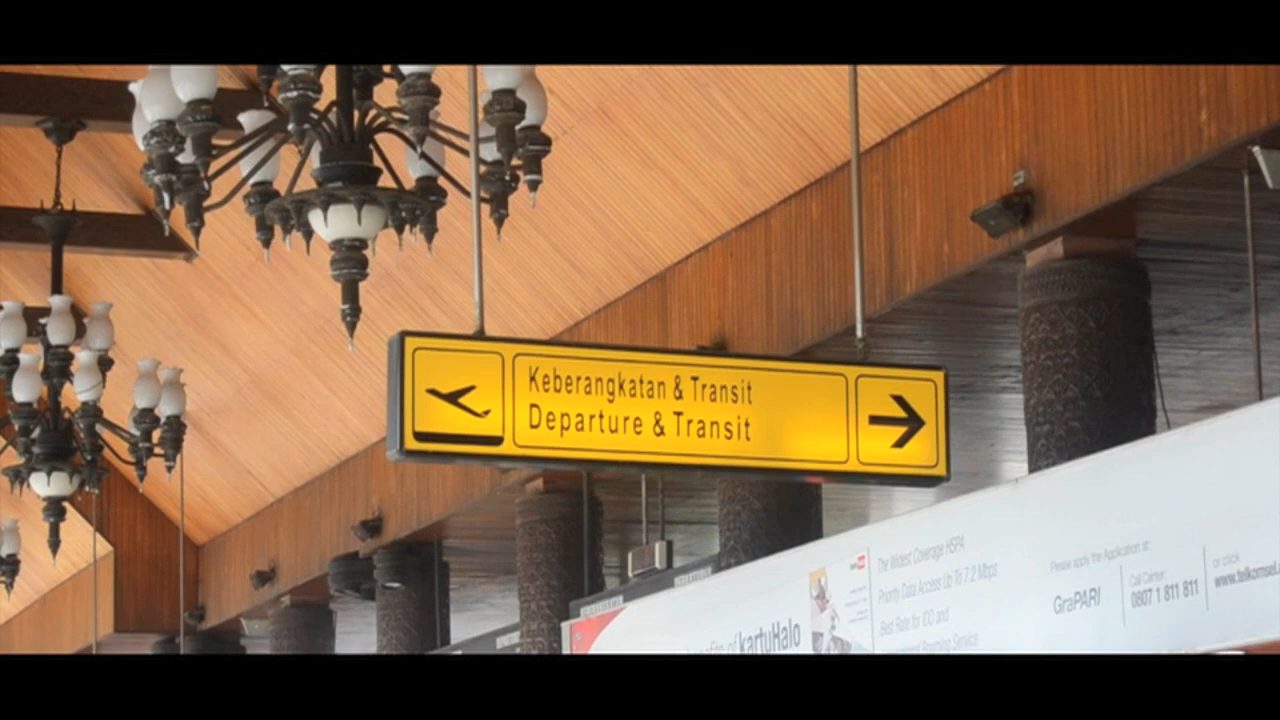 Keberangkatan & Transit
Departure & Transit
The Widest Coverage HSPA
Priority Data Access Up To 7.2 Mbps
Best Rate for IDD and
Service
kartuHalo
Please apply the Application at:
GraPARI
Call Center:
0807 1 811 811
or click
www.telkomsel